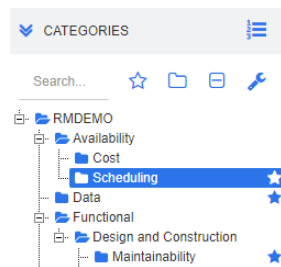 CATEGORIES
Search...
RMDEMO
Availability
Cost
Scheduling
Data
Functional
Design and Construction
Maintainability